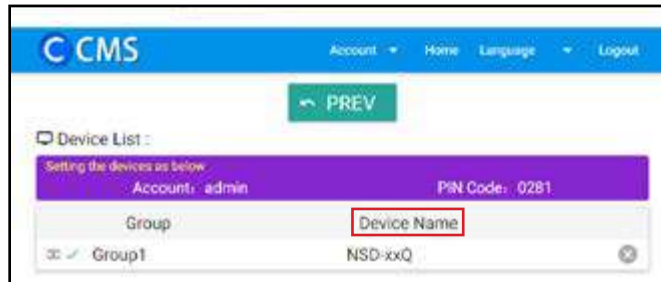 C CMS Account Home Language Logout
PREV
Device List :
Setting the devices as below
Account: admin PIN Code: 0281
Group Device Name
Group1 NSD-xxQ